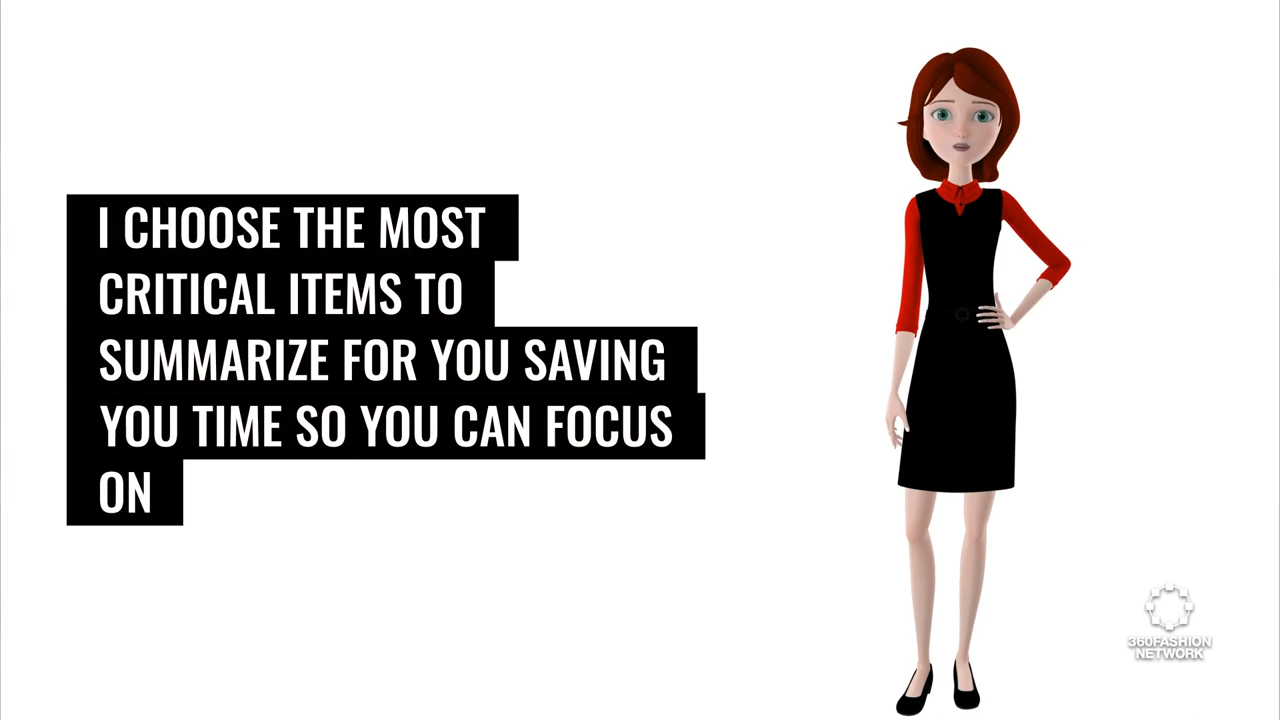 I CHOOSE THE MOST
CRITICAL ITEMS TO
SUMMARIZE FOR YOU SAVING
YOU TIME SO YOU CAN FOCUS
ON
360FASHION
NETWORK